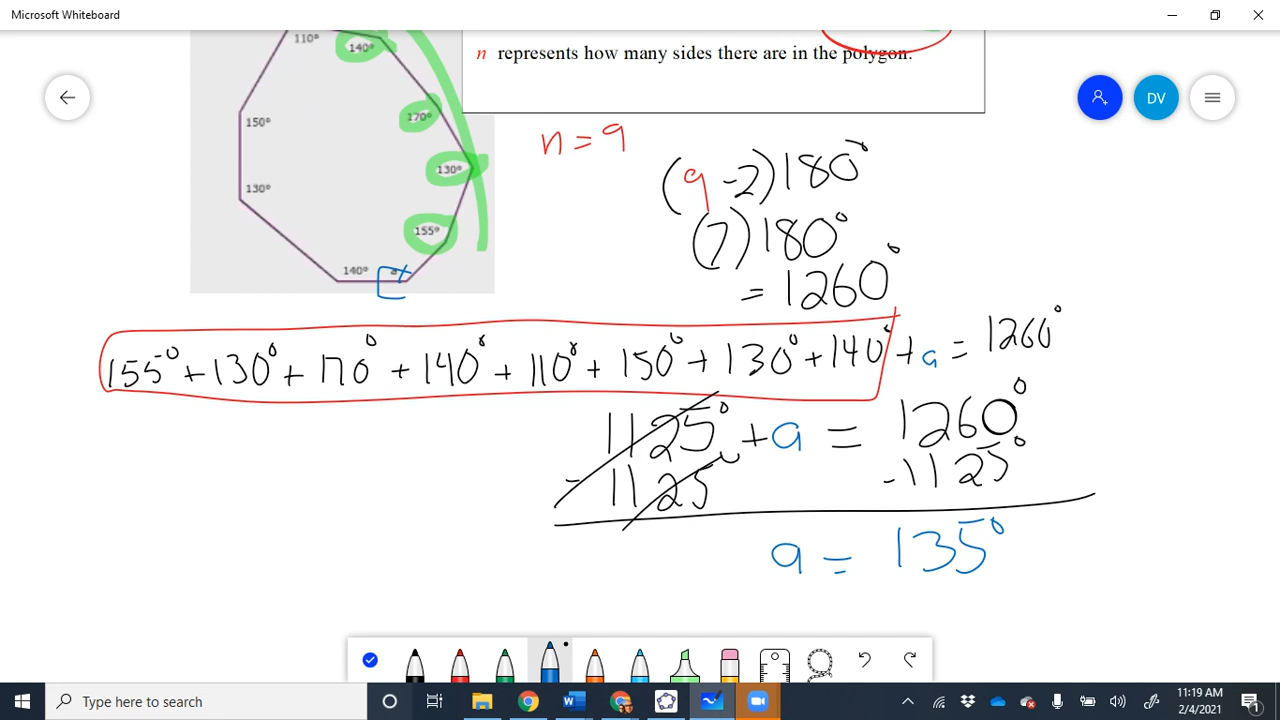 Microsoft Whiteboard
n represents how many sides there are in the polygon.
110°
140°
170°
150°
130°
130°
155°
140°
a
DV
n = 9
(9 -2)180°
(7)180°
= 1260°
155° + 130° + 170° + 140° + 110° + 150° + 130° + 140° + a = 1260°
1125° + a = 1260°
- 1125° -1125°
a = 135°
Type here to search
11:19 AM
2/4/2021
1